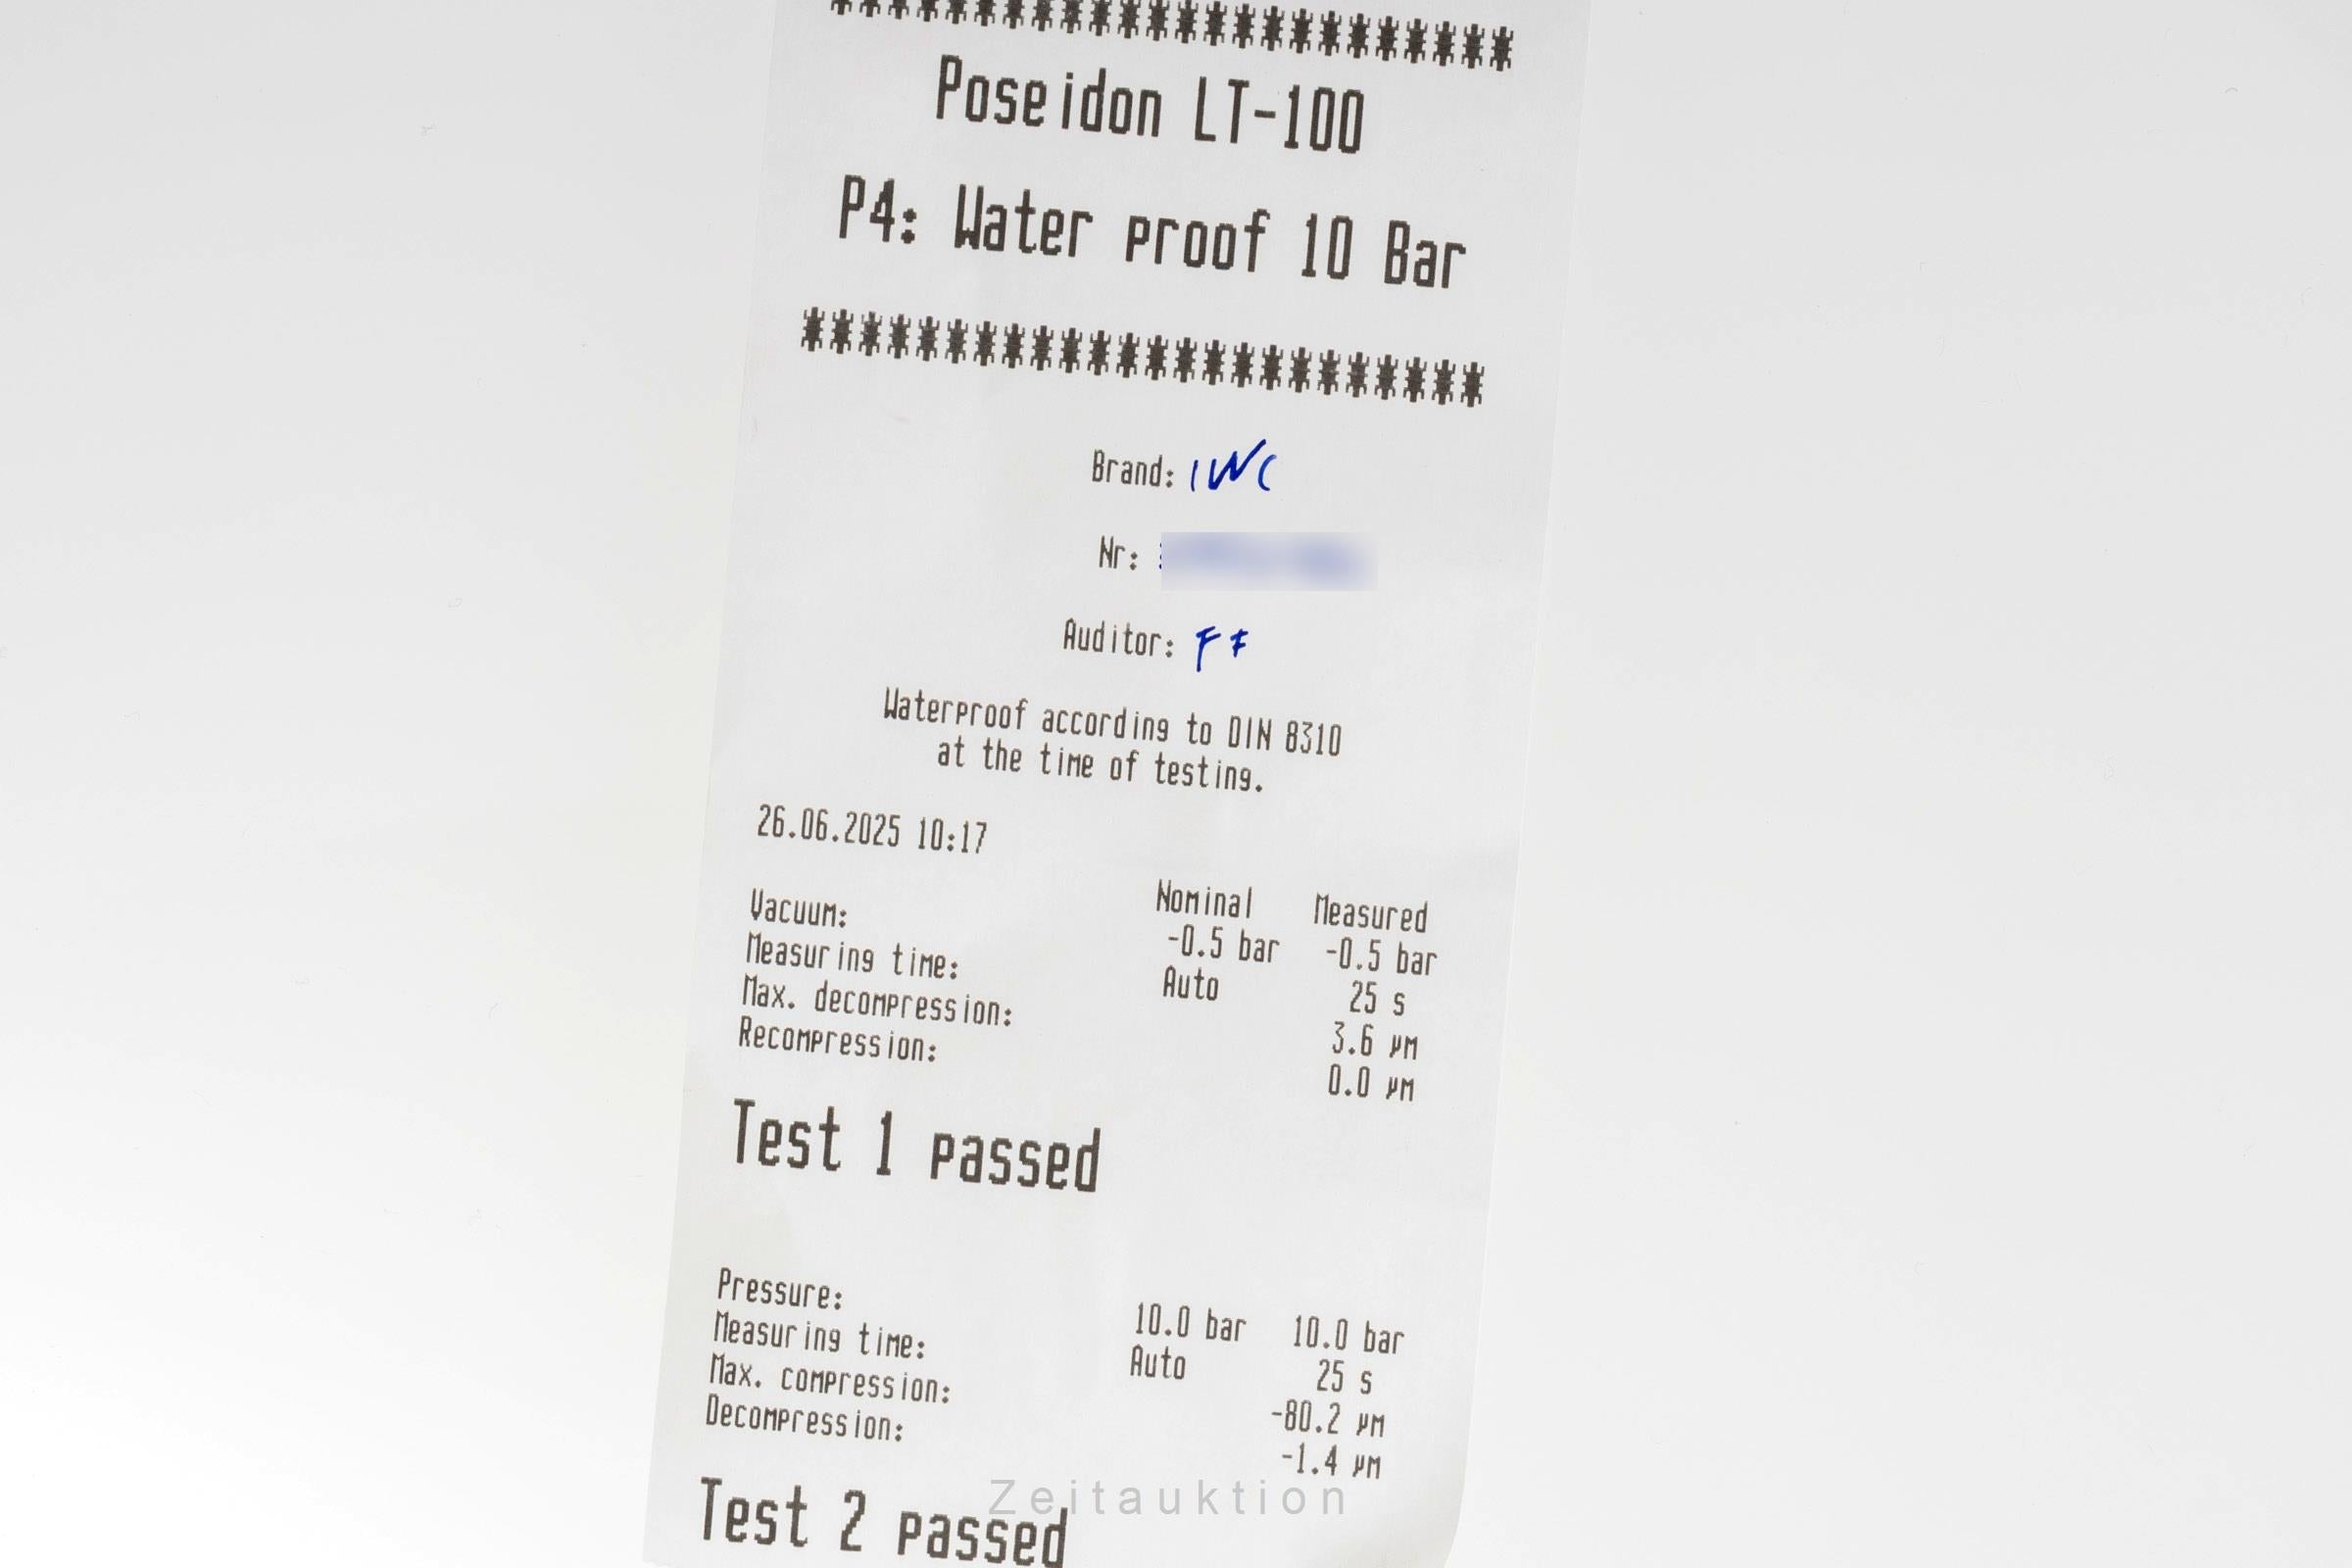 ************************
Poseidon LT-100
P4: Water proof 10 Bar
************************
Brand: IWC
Nr:
Auditor: FF
Waterproof according to DIN 8310
at the time of testing.
26.06.2025 10:17
Nominal Measured
Vacuum: -0.5 bar -0.5 bar
Measuring time: Auto 25 s
Max. decompression: 3.6 µm
Recompression: 0.0 µm
Test 1 passed
Pressure: 10.0 bar 10.0 bar
Measuring time: Auto 25 s
Max. compression: -80.2 µm
Decompression: -1.4 µm
Zeitauktion
Test 2 passed